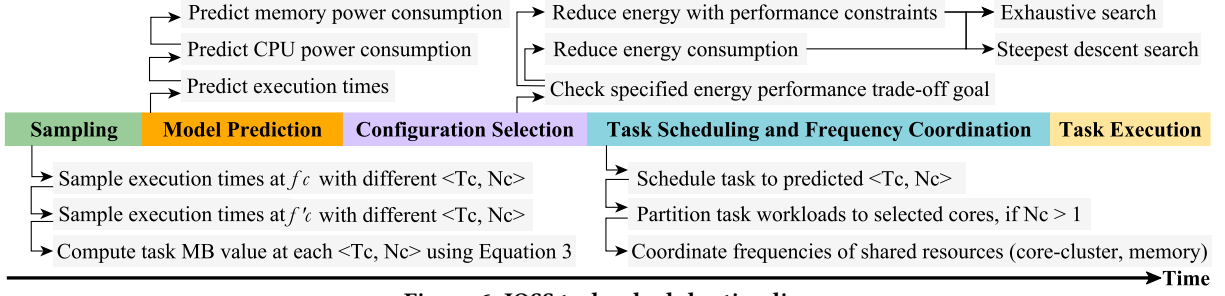 Predict memory power consumption
Reduce energy with performance constraints
Exhaustive search
Predict CPU power consumption
Reduce energy consumption
Steepest descent search
Predict execution times
Check specified energy performance trade-off goal
Sampling
Model Prediction
Configuration Selection
Task Scheduling and Frequency Coordination
Task Execution
Sample execution times at fc with different <Tc, Nc>
Schedule task to predicted <Tc, Nc>
Sample execution times at f'c with different <Tc, Nc>
Partition task workloads to selected cores, if Nc > 1
Compute task MB value at each <Tc, Nc> using Equation 3
Coordinate frequencies of shared resources (core-cluster, memory)
Time